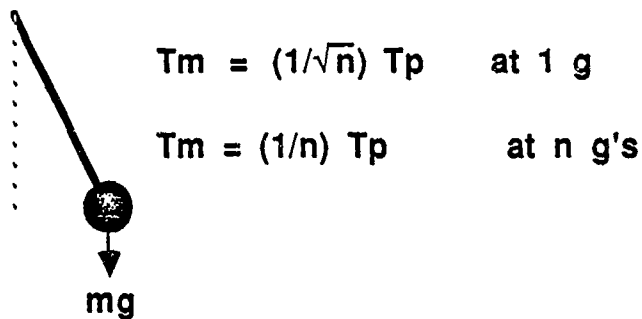 Tm = (1/√n) Tp at 1 g
Tm = (1/n) Tp at n g's
mg